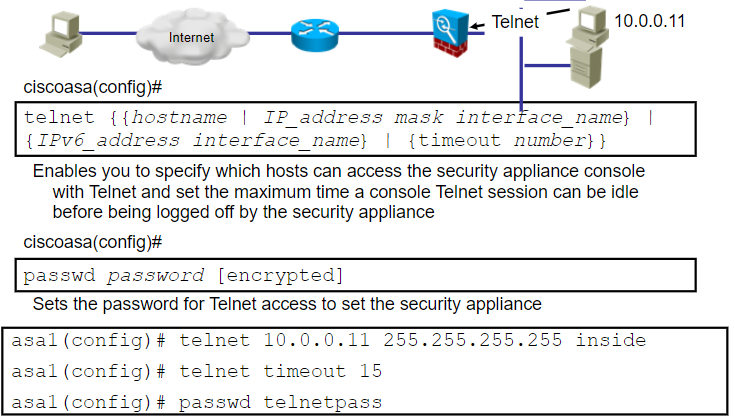 Internet
Telnet
10.0.0.11
ciscoasa(config)#
telnet {{hostname | IP_address mask interface_name} |
{IPv6_address interface_name} | {timeout number}}
Enables you to specify which hosts can access the security appliance console
with Telnet and set the maximum time a console Telnet session can be idle
before being logged off by the security appliance
ciscoasa(config)#
passwd password [encrypted]
Sets the password for Telnet access to set the security appliance
asa1(config)# telnet 10.0.0.11 255.255.255.255 inside
asa1(config)# telnet timeout 15
asa1(config)# passwd telnetpass